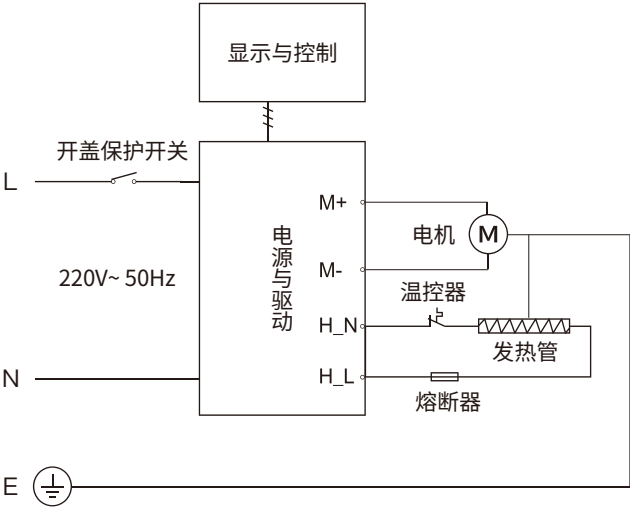 显示与控制
开盖保护开关
L
M+
电机
M
电源与驱动
M-
220V~ 50Hz
温控器
H_N
发热管
H_L
N
熔断器
E